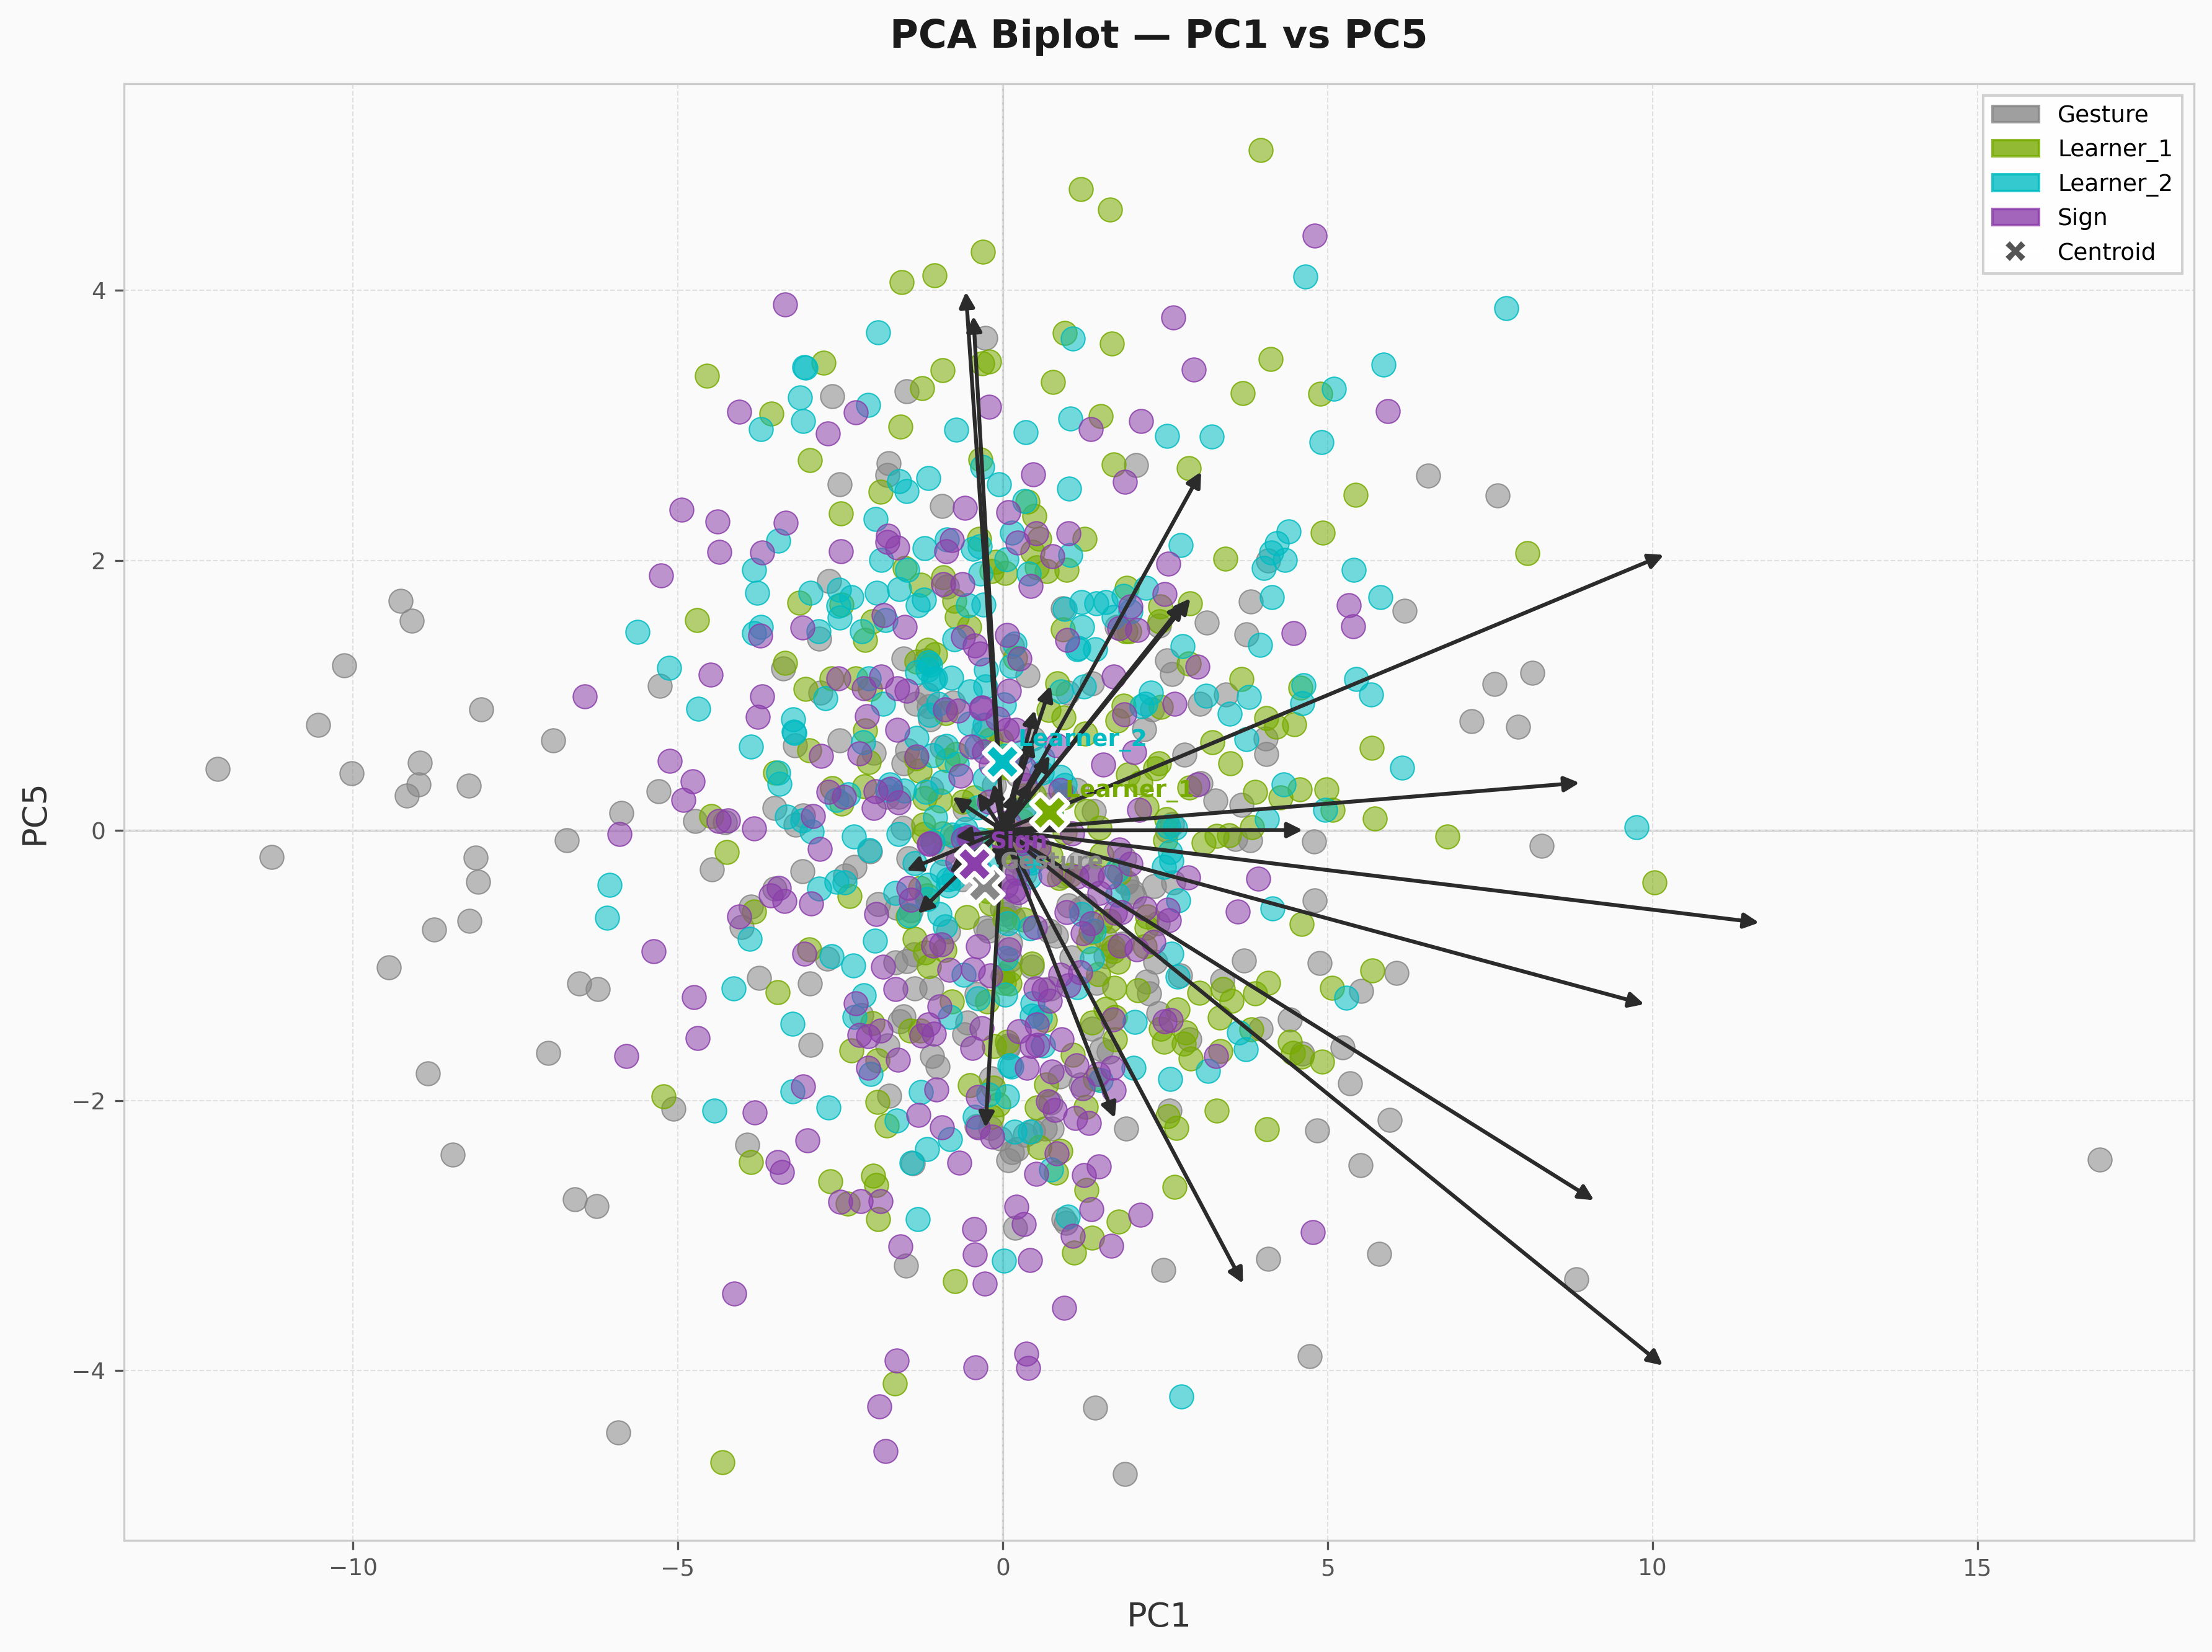 PCA Biplot — PC1 vs PC5
Gesture
Learner_1
Learner_2
Sign
Centroid
4
2
0
−2
−4
PC5
Learner_2
Learner_1
Sign
Gesture
−10
−5
0
5
10
15
PC1